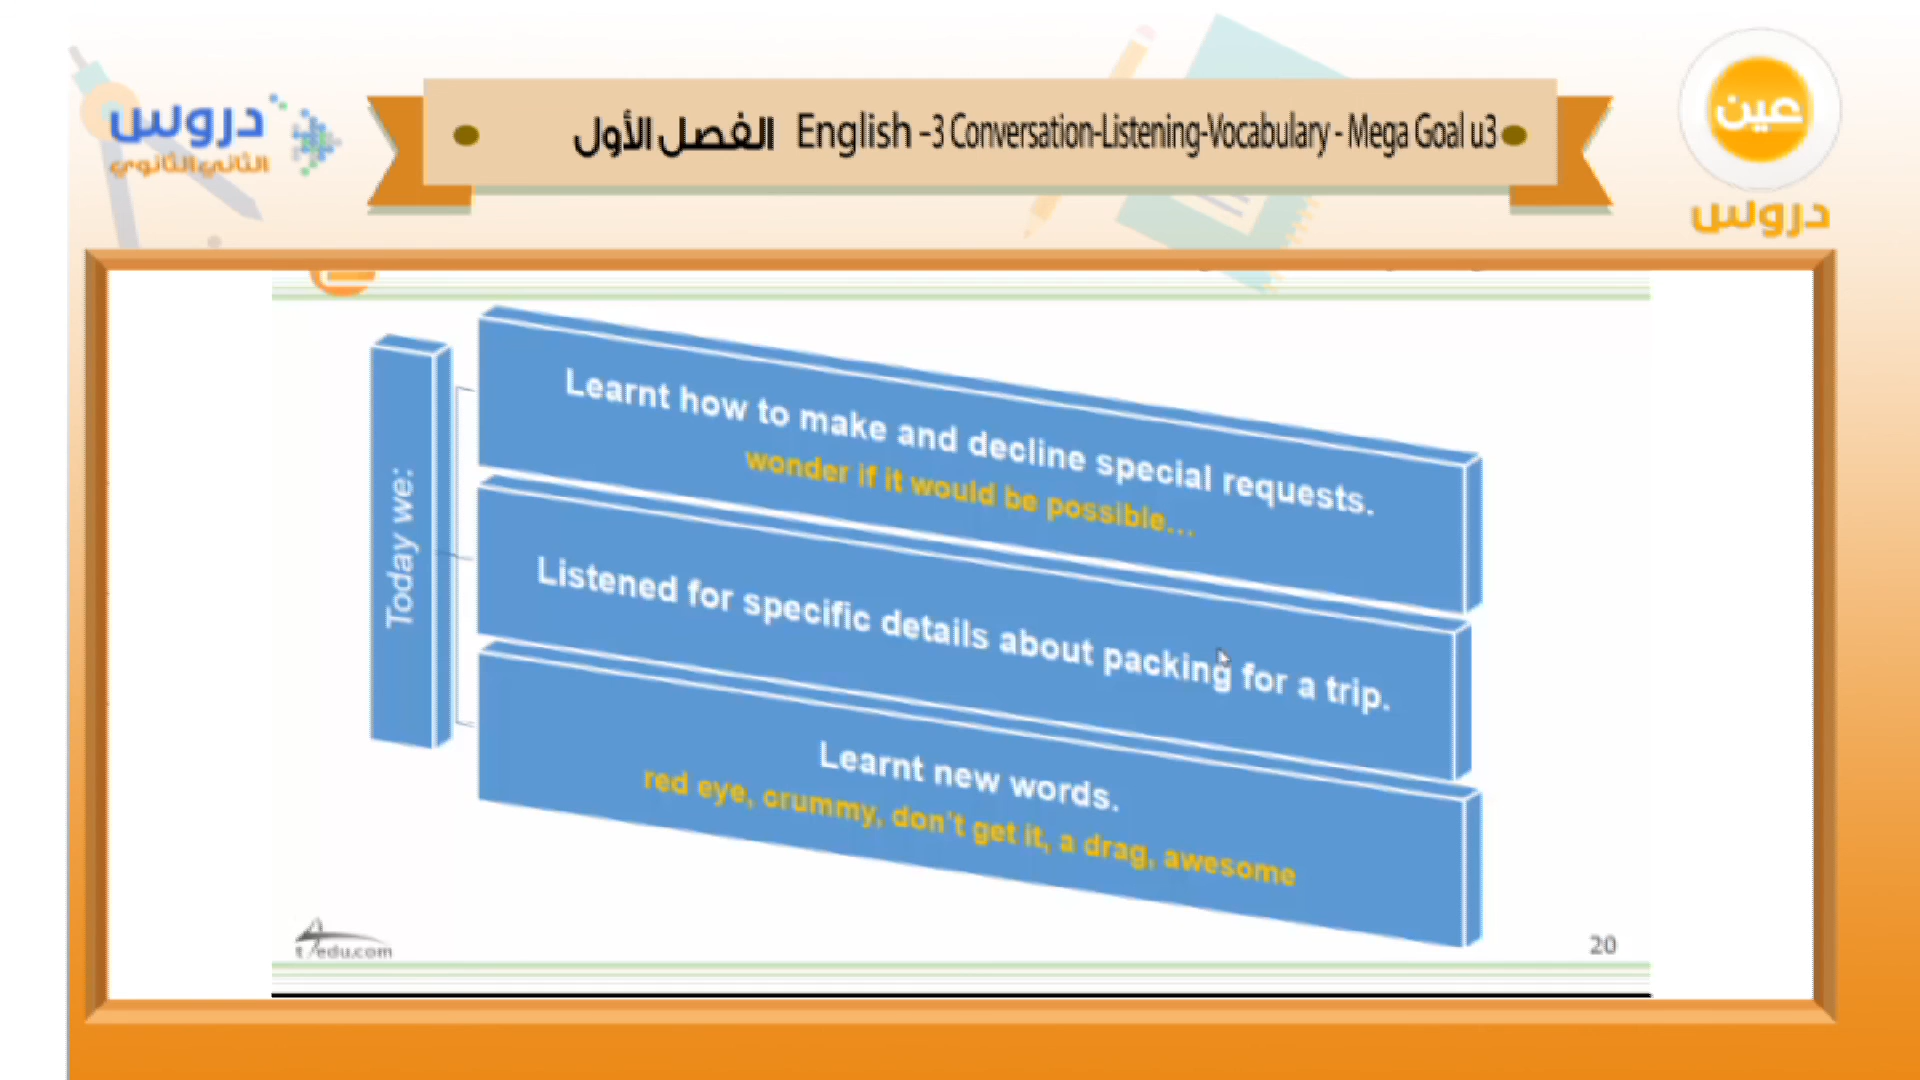 دروس
الثاني الثانوي
English -3 Conversation-Listening-Vocabulary - Mega Goal u3 الفصل الأول
عين
دروس
Today we:
Learnt how to make and decline special requests.
wonder if it would be possible...
Listened for specific details about packing for a trip.
Learnt new words.
red eye, crummy, don't get it, a drag, awesome
t4edu.com
20